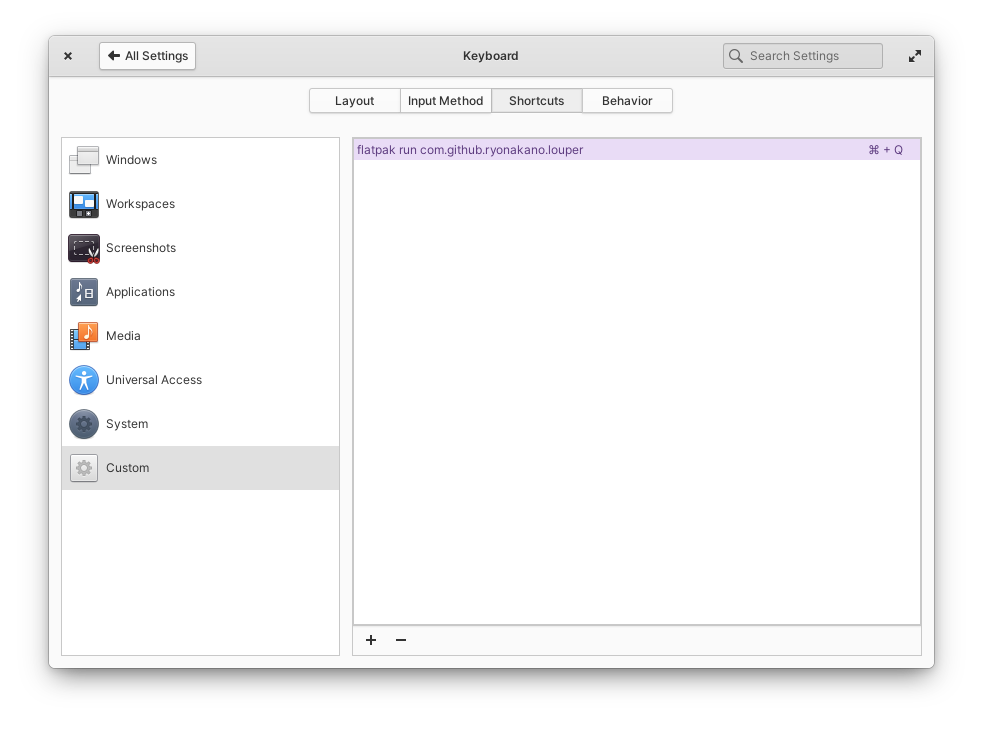 All Settings
Keyboard
Search Settings
Layout
Input Method
Shortcuts
Behavior
Windows
Workspaces
Screenshots
Applications
Media
Universal Access
System
Custom
flatpak run com.github.ryonakano.louper ⌘ + Q